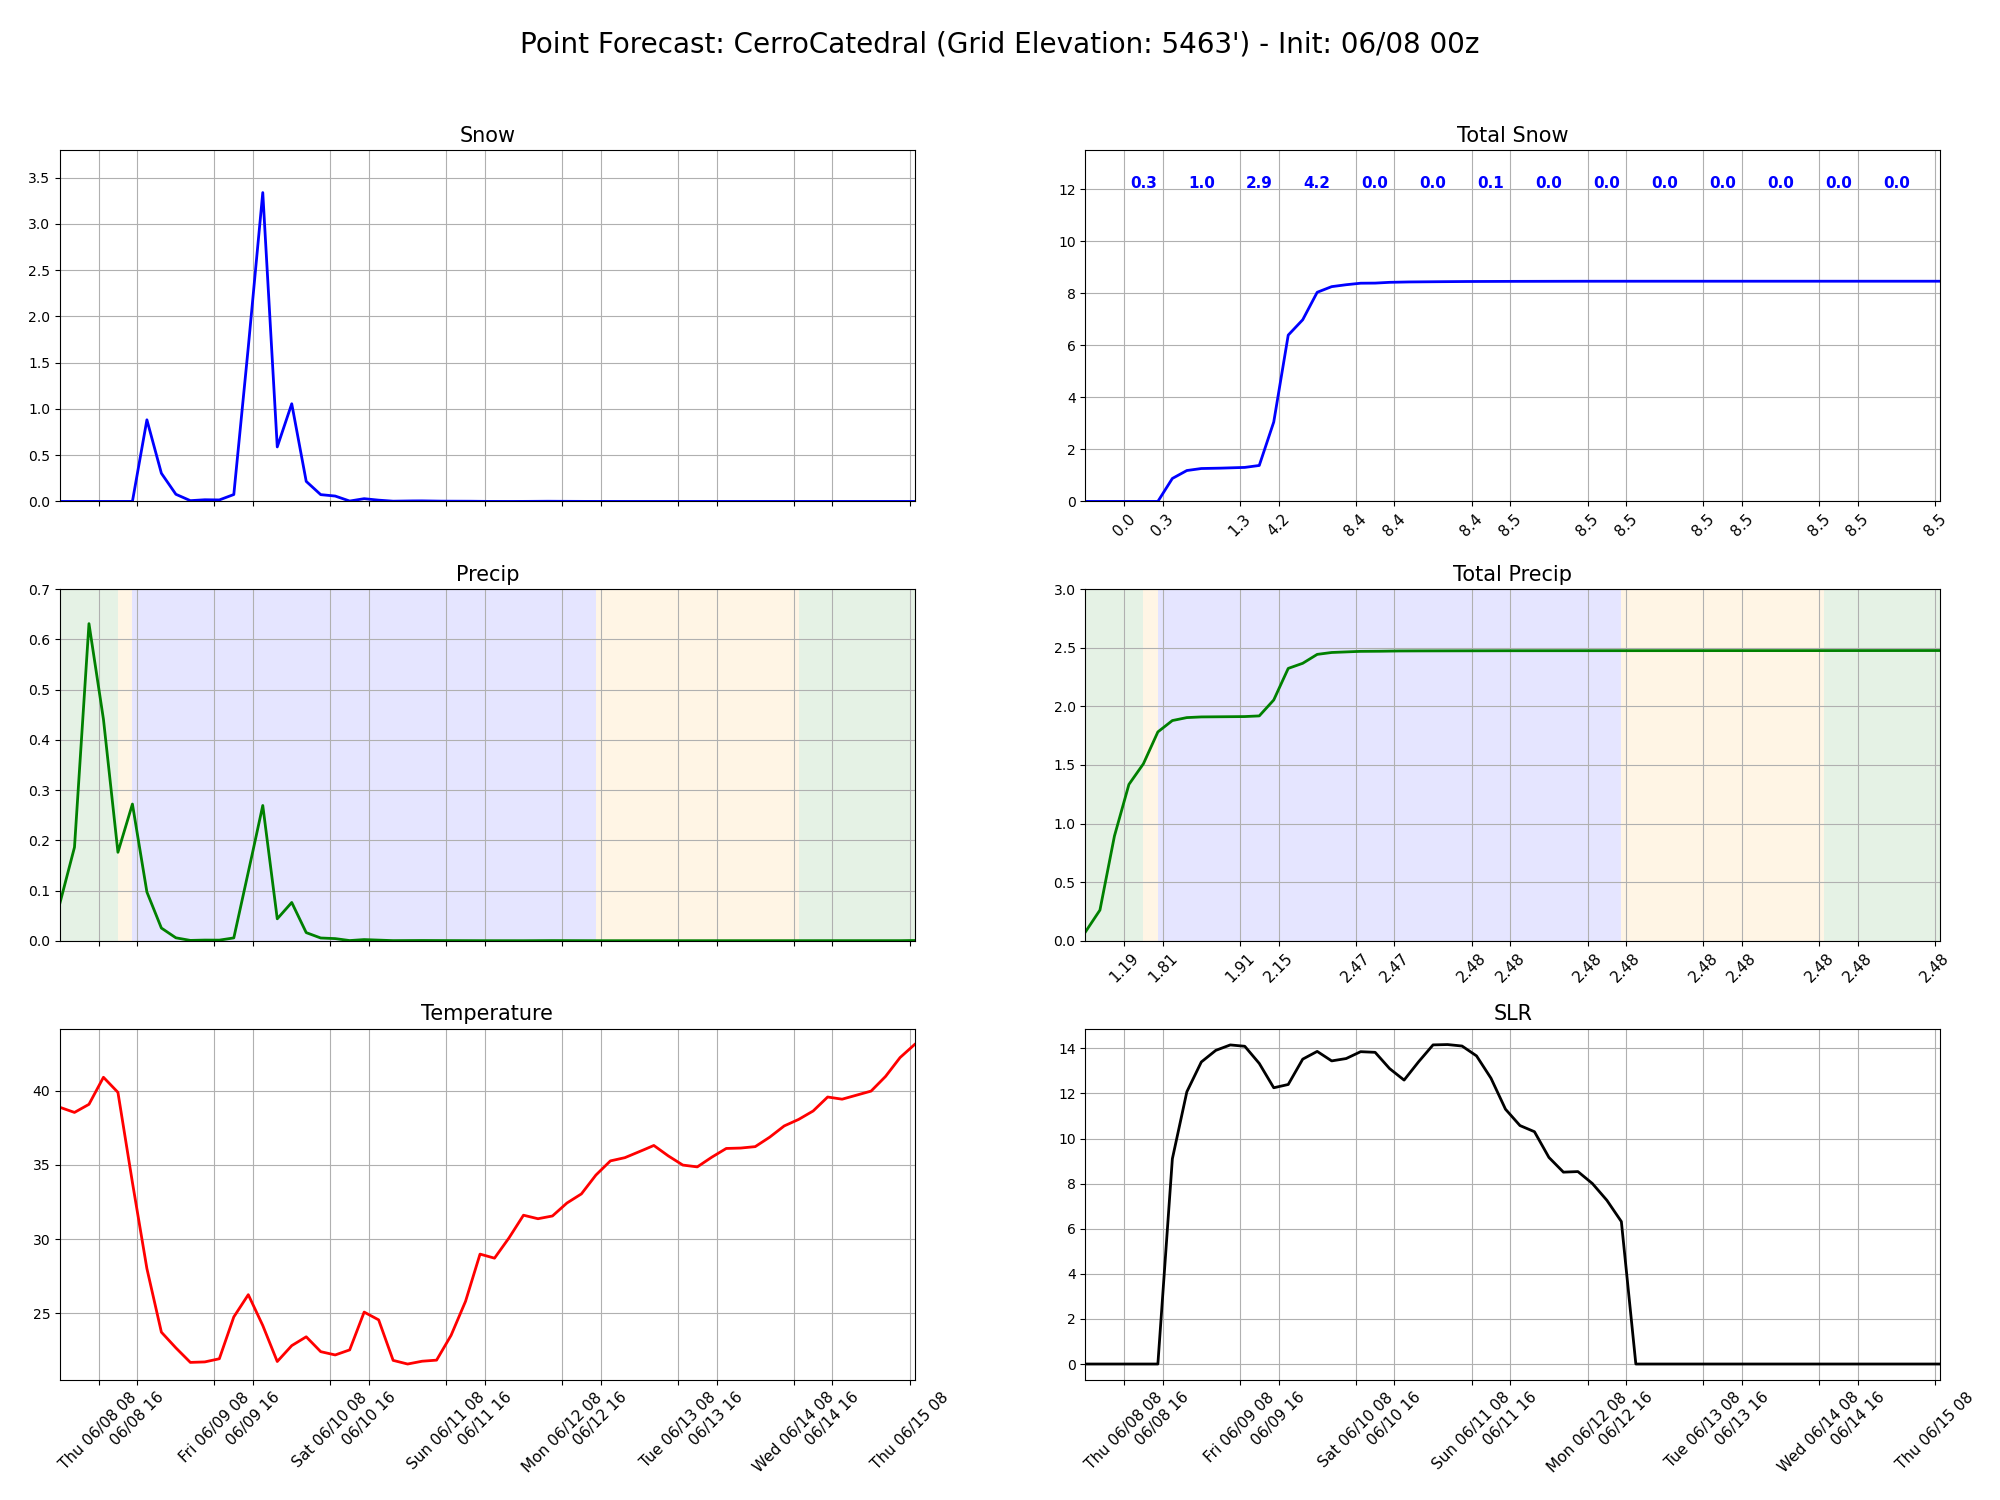 Point Forecast: CerroCatedral (Grid Elevation: 5463') - Init: 06/08 00z
Snow
3.5
3.0
2.5
2.0
1.5
1.0
0.5
0.0
Total Snow
0.3 1.0 2.9 4.2 0.0 0.0 0.1 0.0 0.0 0.0 0.0 0.0 0.0 0.0
12
10
8
6
4
2
0
0.0 0.3 1.3 4.2 8.4 8.4 8.4 8.5 8.5 8.5 8.5 8.5 8.5 8.5 8.5
Precip
0.7
0.6
0.5
0.4
0.3
0.2
0.1
0.0
Total Precip
3.0
2.5
2.0
1.5
1.0
0.5
0.0
1.19 1.81 1.91 2.15 2.47 2.47 2.48 2.48 2.48 2.48 2.48 2.48 2.48 2.48 2.48
Temperature
40
35
30
25
Thu 06/08 08
06/08 16
Fri 06/09 08
06/09 16
Sat 06/10 08
06/10 16
Sun 06/11 08
06/11 16
Mon 06/12 08
06/12 16
Tue 06/13 08
06/13 16
Wed 06/14 08
06/14 16
Thu 06/15 08
SLR
14
12
10
8
6
4
2
0
Thu 06/08 08
06/08 16
Fri 06/09 08
06/09 16
Sat 06/10 08
06/10 16
Sun 06/11 08
06/11 16
Mon 06/12 08
06/12 16
Tue 06/13 08
06/13 16
Wed 06/14 08
06/14 16
Thu 06/15 08